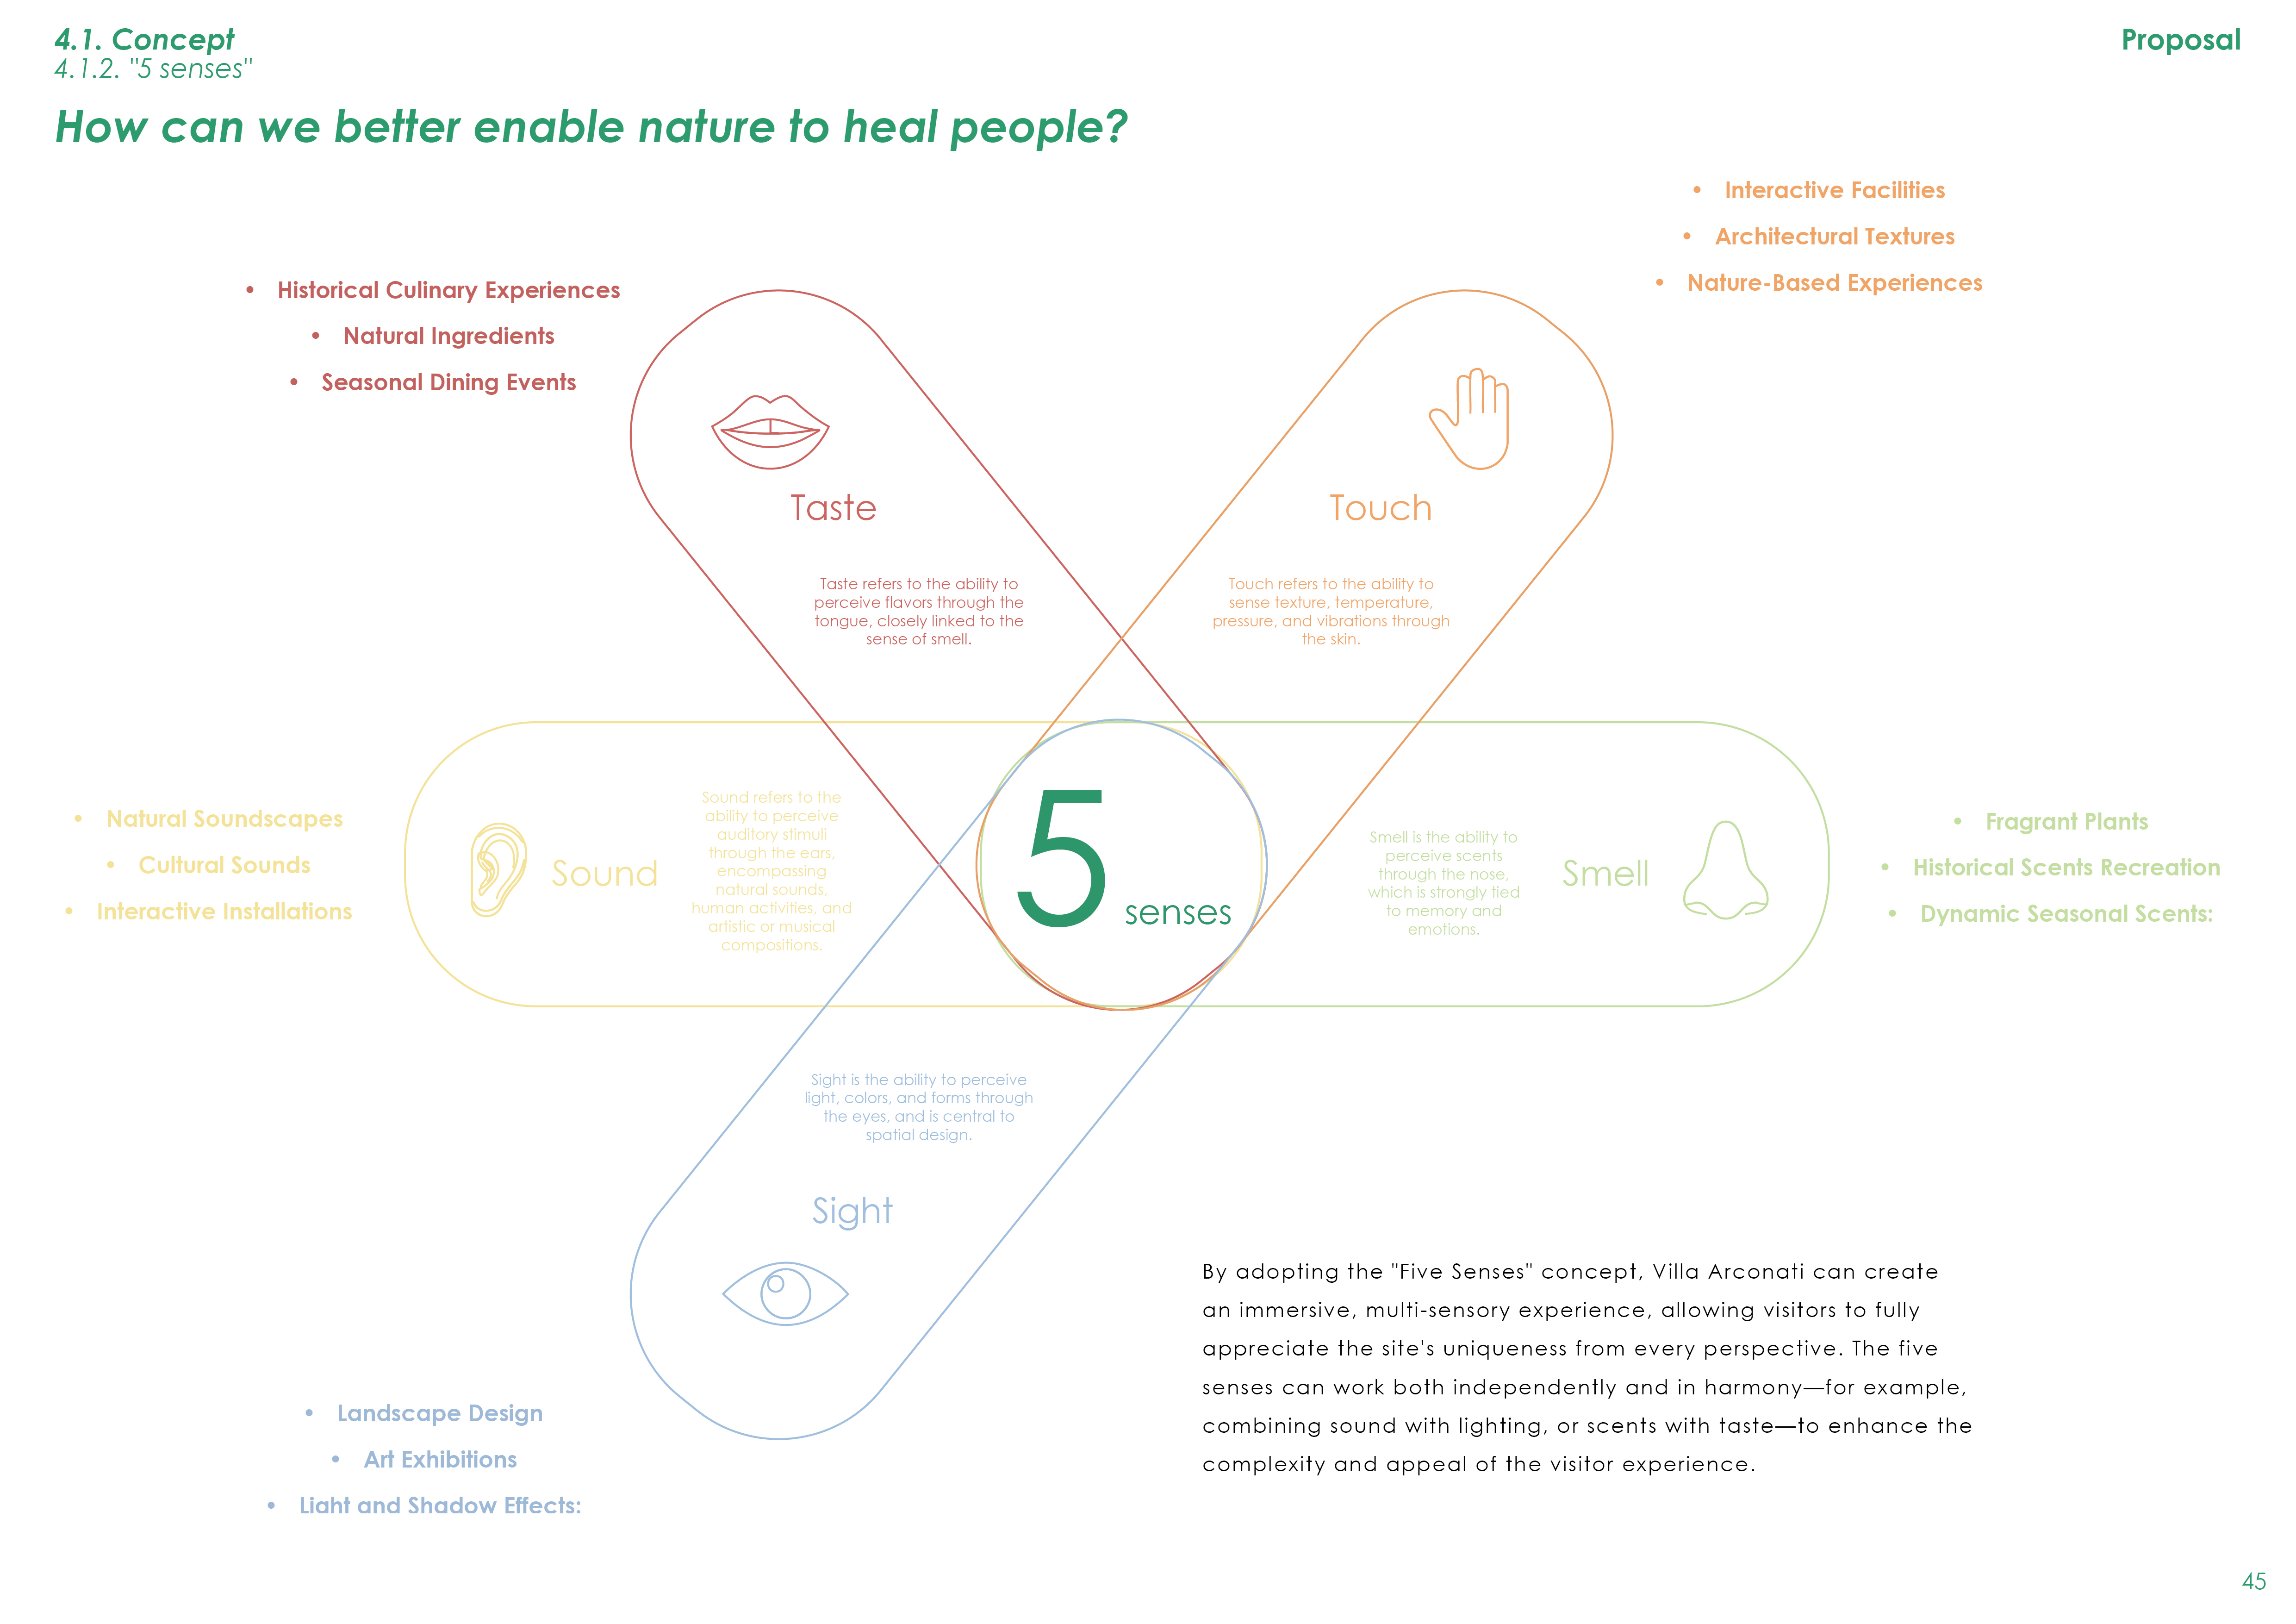 4.1. Concept
4.1.2. "5 senses"
Proposal
How can we better enable nature to heal people?
• Interactive Facilities
• Architectural Textures
• Nature-Based Experiences
• Historical Culinary Experiences
• Natural Ingredients
• Seasonal Dining Events
Taste
Taste refers to the ability to
perceive flavors through the
tongue, closely linked to the
sense of smell.
Touch
Touch refers to the ability to
sense texture, temperature,
pressure, and vibrations through
the skin.
• Natural Soundscapes
• Cultural Sounds
• Interactive Installations
Sound
Sound refers to the
ability to perceive
auditory stimuli
through the ears,
encompassing
natural sounds,
human activities, and
artistic or musical
compositions.
5 senses
Smell is the ability to
perceive scents
through the nose,
which is strongly tied
to memory and
emotions.
Smell
• Fragrant Plants
• Historical Scents Recreation
• Dynamic Seasonal Scents:
Sight is the ability to perceive
light, colors, and forms through
the eyes, and is central to
spatial design.
Sight
• Landscape Design
• Art Exhibitions
• Light and Shadow Effects:
By adopting the "Five Senses" concept, Villa Arconati can create
an immersive, multi-sensory experience, allowing visitors to fully
appreciate the site's uniqueness from every perspective. The five
senses can work both independently and in harmony—for example,
combining sound with lighting, or scents with taste—to enhance the
complexity and appeal of the visitor experience.
45